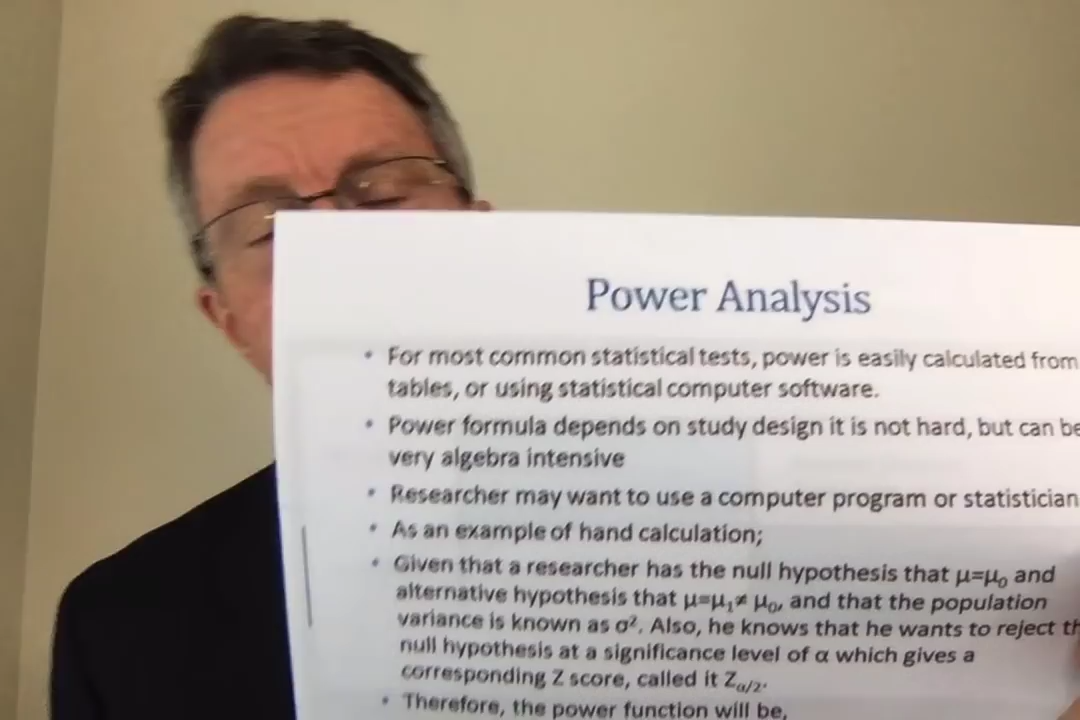 Power Analysis
• For most common statistical tests, power is easily calculated from
tables, or using statistical computer software.
• Power formula depends on study design it is not hard, but can be
very algebra intensive
• Researcher may want to use a computer program or statistician
• As an example of hand calculation;
• Given that a researcher has the null hypothesis that μ=μ₀ and
alternative hypothesis that μ=μ₁≠ μ₀, and that the population
variance is known as σ². Also, he knows that he wants to reject th
null hypothesis at a significance level of α which gives a
corresponding Z score, called it Zα/2.
• Therefore, the power function will be,